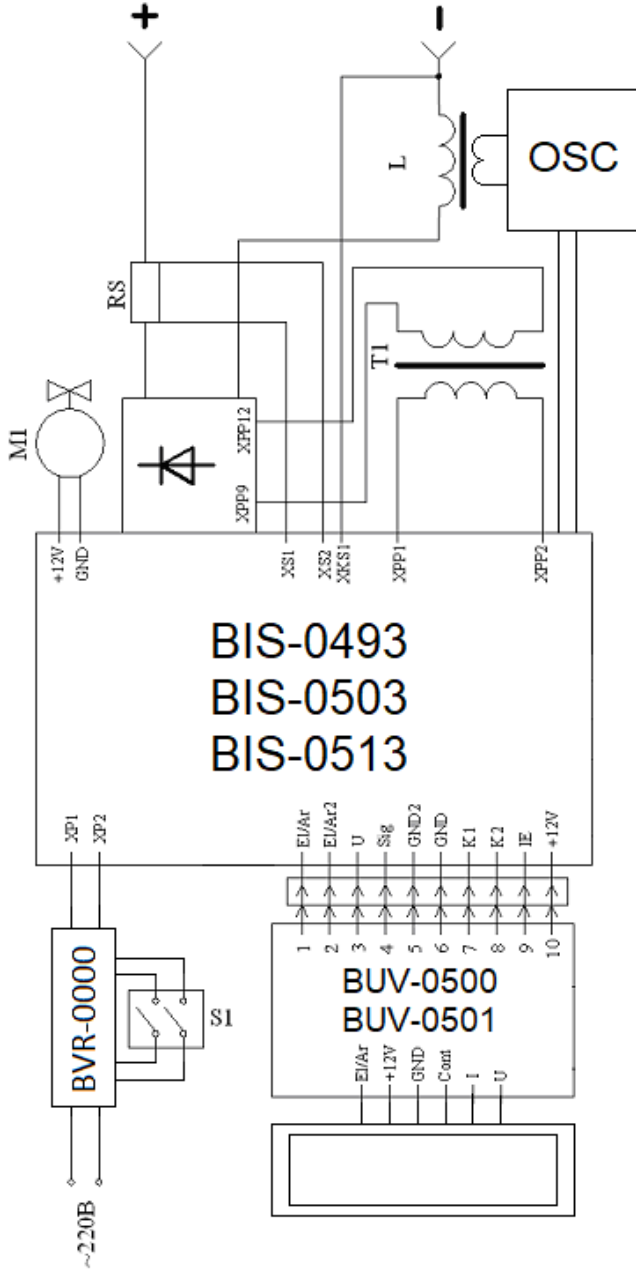 +
-
OSC
L
RS
T1
M1
XPP12
XPP9
+12V
GND
XS1
XS2
XKS1
XPP1
XPP2
BIS-0493
BIS-0503
BIS-0513
XP1
XP2
El/Ar
El/Ar2
U
Sig
GND2
GND
K1
K2
IE
+12V
1
2
3
4
5
6
7
8
9
10
BVR-0000
S1
BUV-0500
BUV-0501
El/Ar
+12V
GND
Cont
I
U
~220В